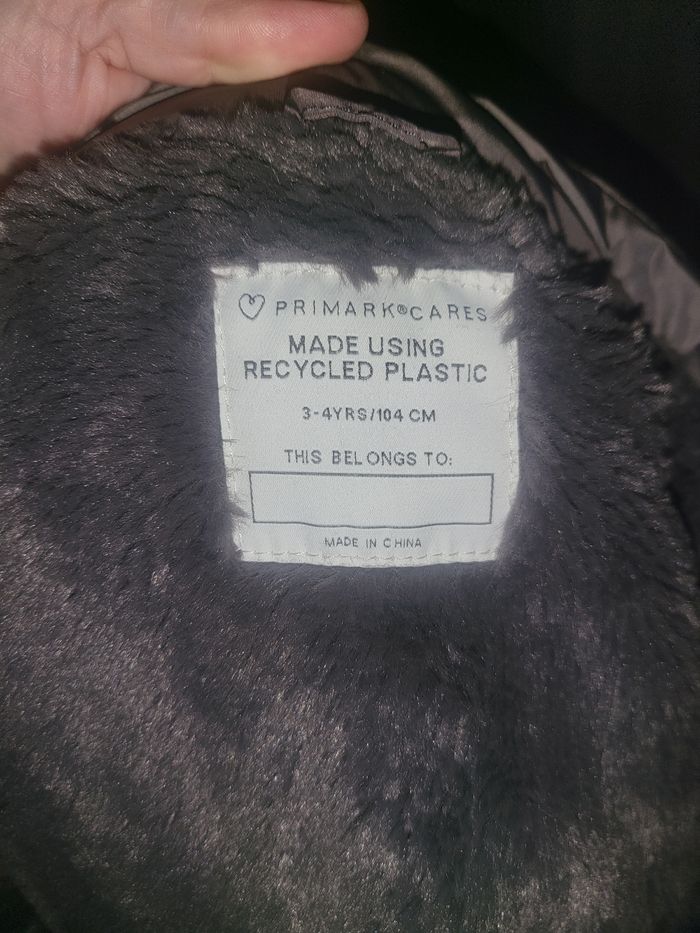 PRIMARK®CARES
MADE USING
RECYCLED PLASTIC
3-4YRS/104 CM
THIS BELONGS TO:
MADE IN CHINA